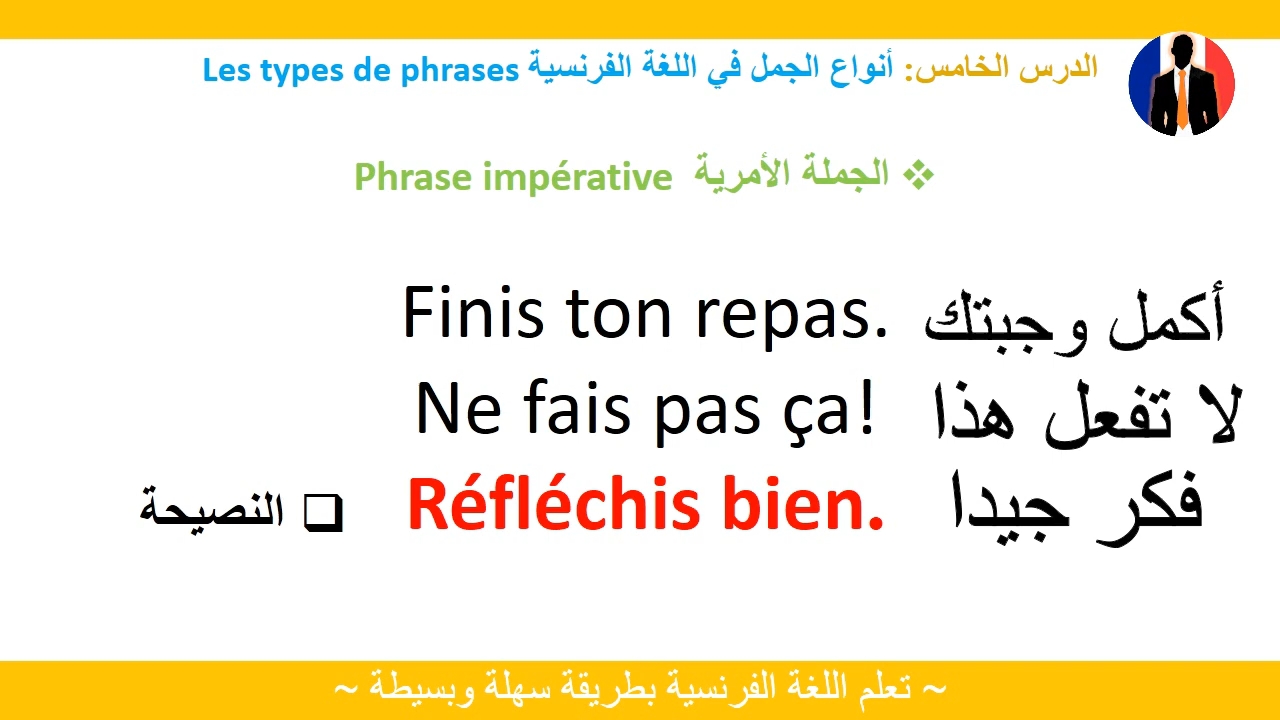 الدرس الخامس: أنواع الجمل في اللغة الفرنسية Les types de phrases
❖ الجملة الأمرية Phrase impérative
Finis ton repas. أكمل وجبتك
Ne fais pas ça! لا تفعل هذا
Réfléchis bien. فكر جيدا
❑ النصيحة
~ تعلم اللغة الفرنسية بطريقة سهلة وبسيطة ~